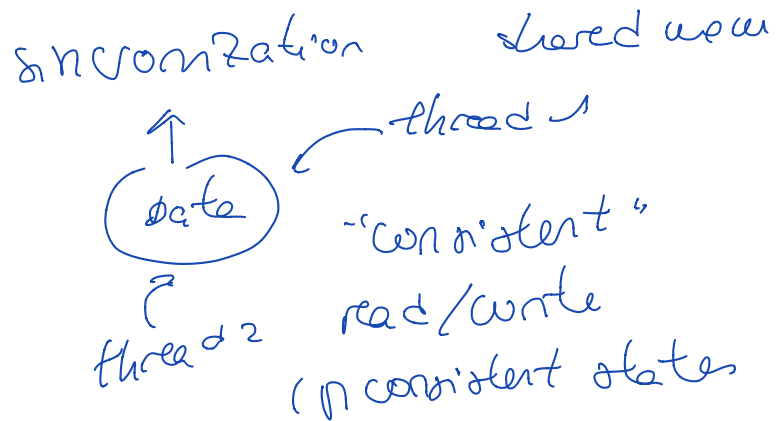 sincronization
shared mem
thread 1
data
"consistent"
read/write
thread 2
inconsistent states